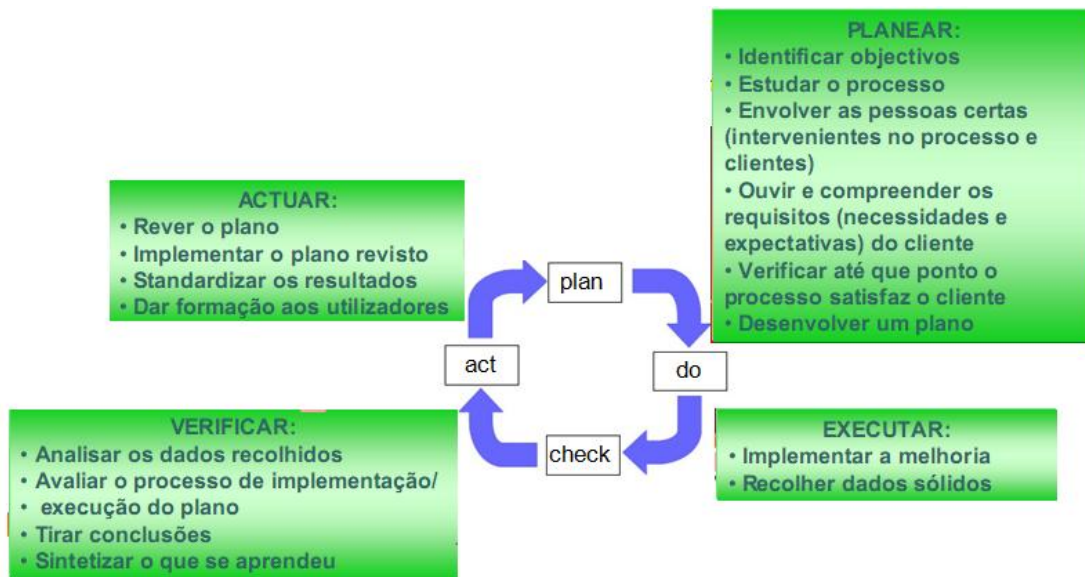 PLANEAR:
• Identificar objectivos
• Estudar o processo
• Envolver as pessoas certas
(intervenientes no processo e
clientes)
• Ouvir e compreender os
requisitos (necessidades e
expectativas) do cliente
• Verificar até que ponto o
processo satisfaz o cliente
• Desenvolver um plano
ACTUAR:
• Rever o plano
• Implementar o plano revisto
• Standardizar os resultados
• Dar formação aos utilizadores
plan
act
do
check
VERIFICAR:
• Analisar os dados recolhidos
• Avaliar o processo de implementação/
• execução do plano
• Tirar conclusões
• Sintetizar o que se aprendeu
EXECUTAR:
• Implementar a melhoria
• Recolher dados sólidos